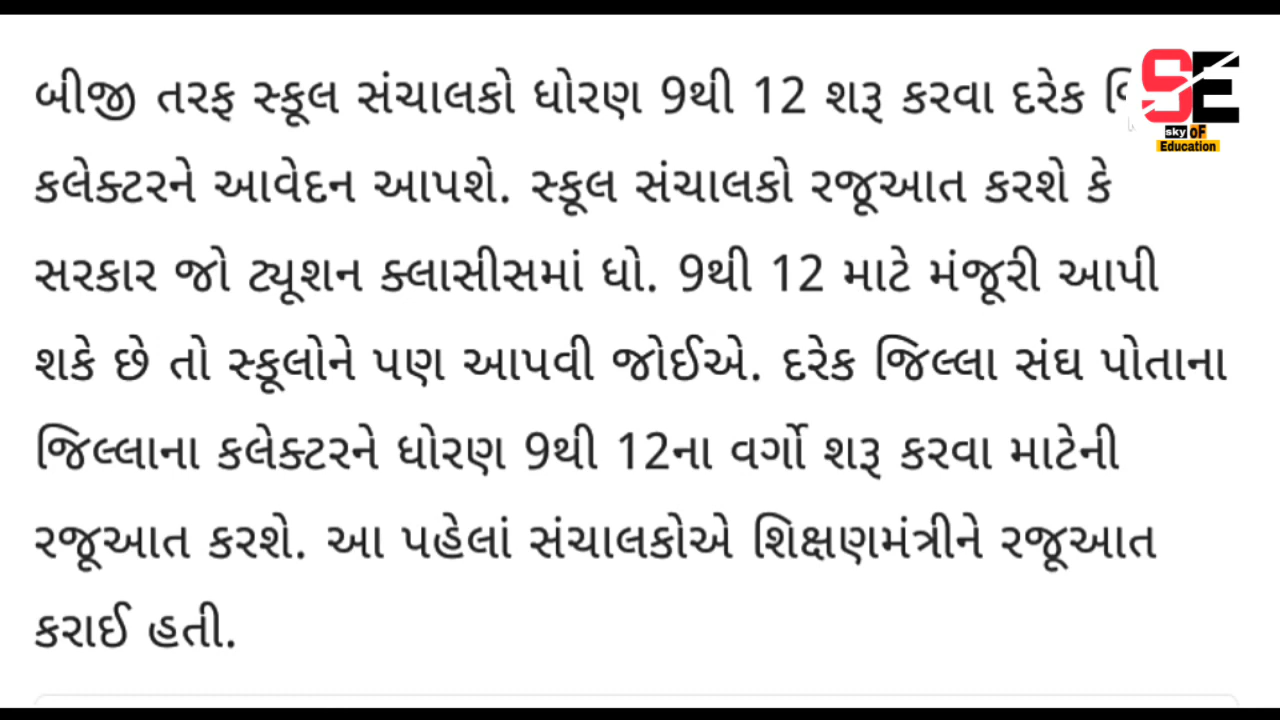 બીજી તરફ સ્કૂલ સંચાલકો ધોરણ 9થી 12 શરૂ કરવા દરેક
કલેક્ટરને આવેદન આપશે. સ્કૂલ સંચાલકો રજૂઆત કરશે કે
સરકાર જો ટ્યૂશન ક્લાસીસમાં ધો. 9થી 12 માટે મંજૂરી આપી
શકે છે તો સ્કૂલોને પણ આપવી જોઈએ. દરેક જિલ્લા સંઘ પોતાના
જિલ્લાના કલેક્ટરને ધોરણ 9થી 12ના વર્ગો શરૂ કરવા માટેની
રજૂઆત કરશે. આ પહેલાં સંચાલકોએ શિક્ષણમંત્રીને રજૂઆત
કરાઈ હતી.
SE
sky oF
Education